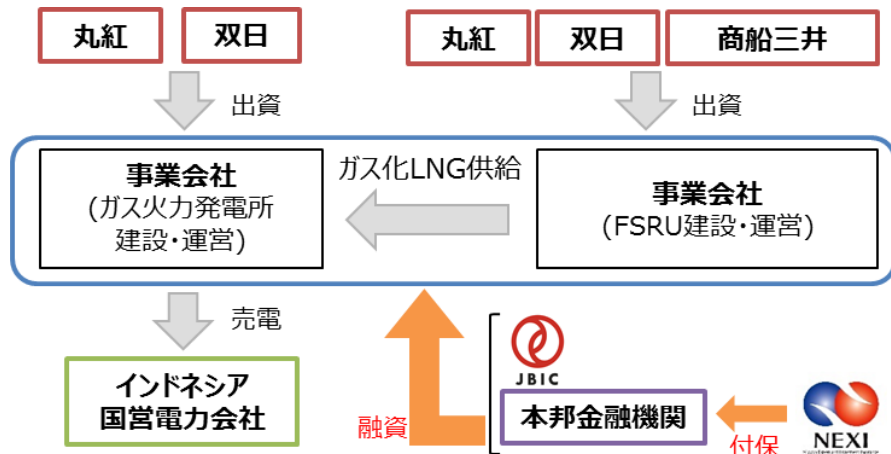 丸紅
双日
丸紅
双日
商船三井
出資
出資
事業会社
(ガス火力発電所
建設・運営)
ガス化LNG供給
事業会社
(FSRU建設・運営)
売電
インドネシア
国営電力会社
融資
JBIC
本邦金融機関
付保
NEXI